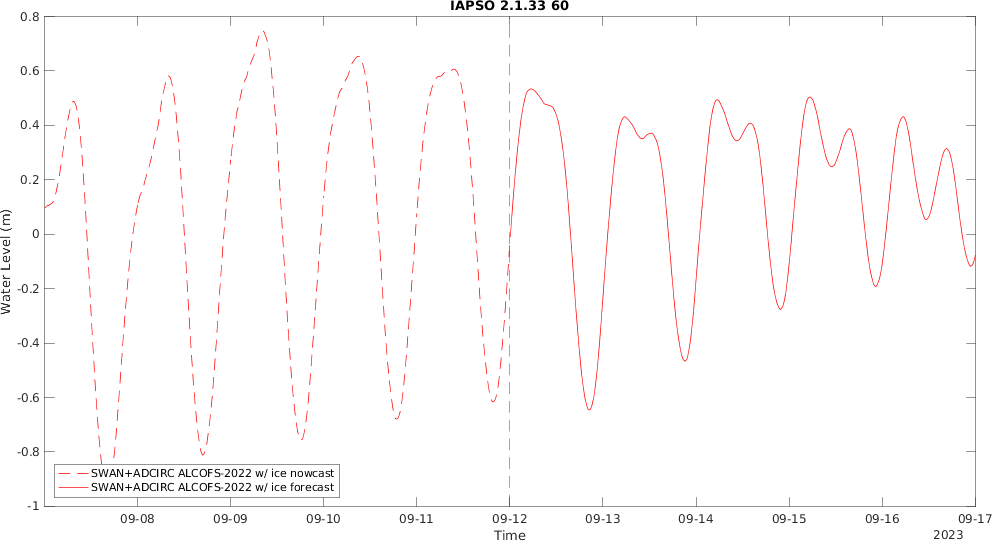 IAPSO 2.1.33 60
0.8
0.6
0.4
0.2
0
-0.2
-0.4
-0.6
-0.8
-1
Water Level (m)
SWAN+ADCIRC ALCOFS-2022 w/ ice nowcast
SWAN+ADCIRC ALCOFS-2022 w/ ice forecast
09-08 09-09 09-10 09-11 09-12 09-13 09-14 09-15 09-16 09-17
Time
2023